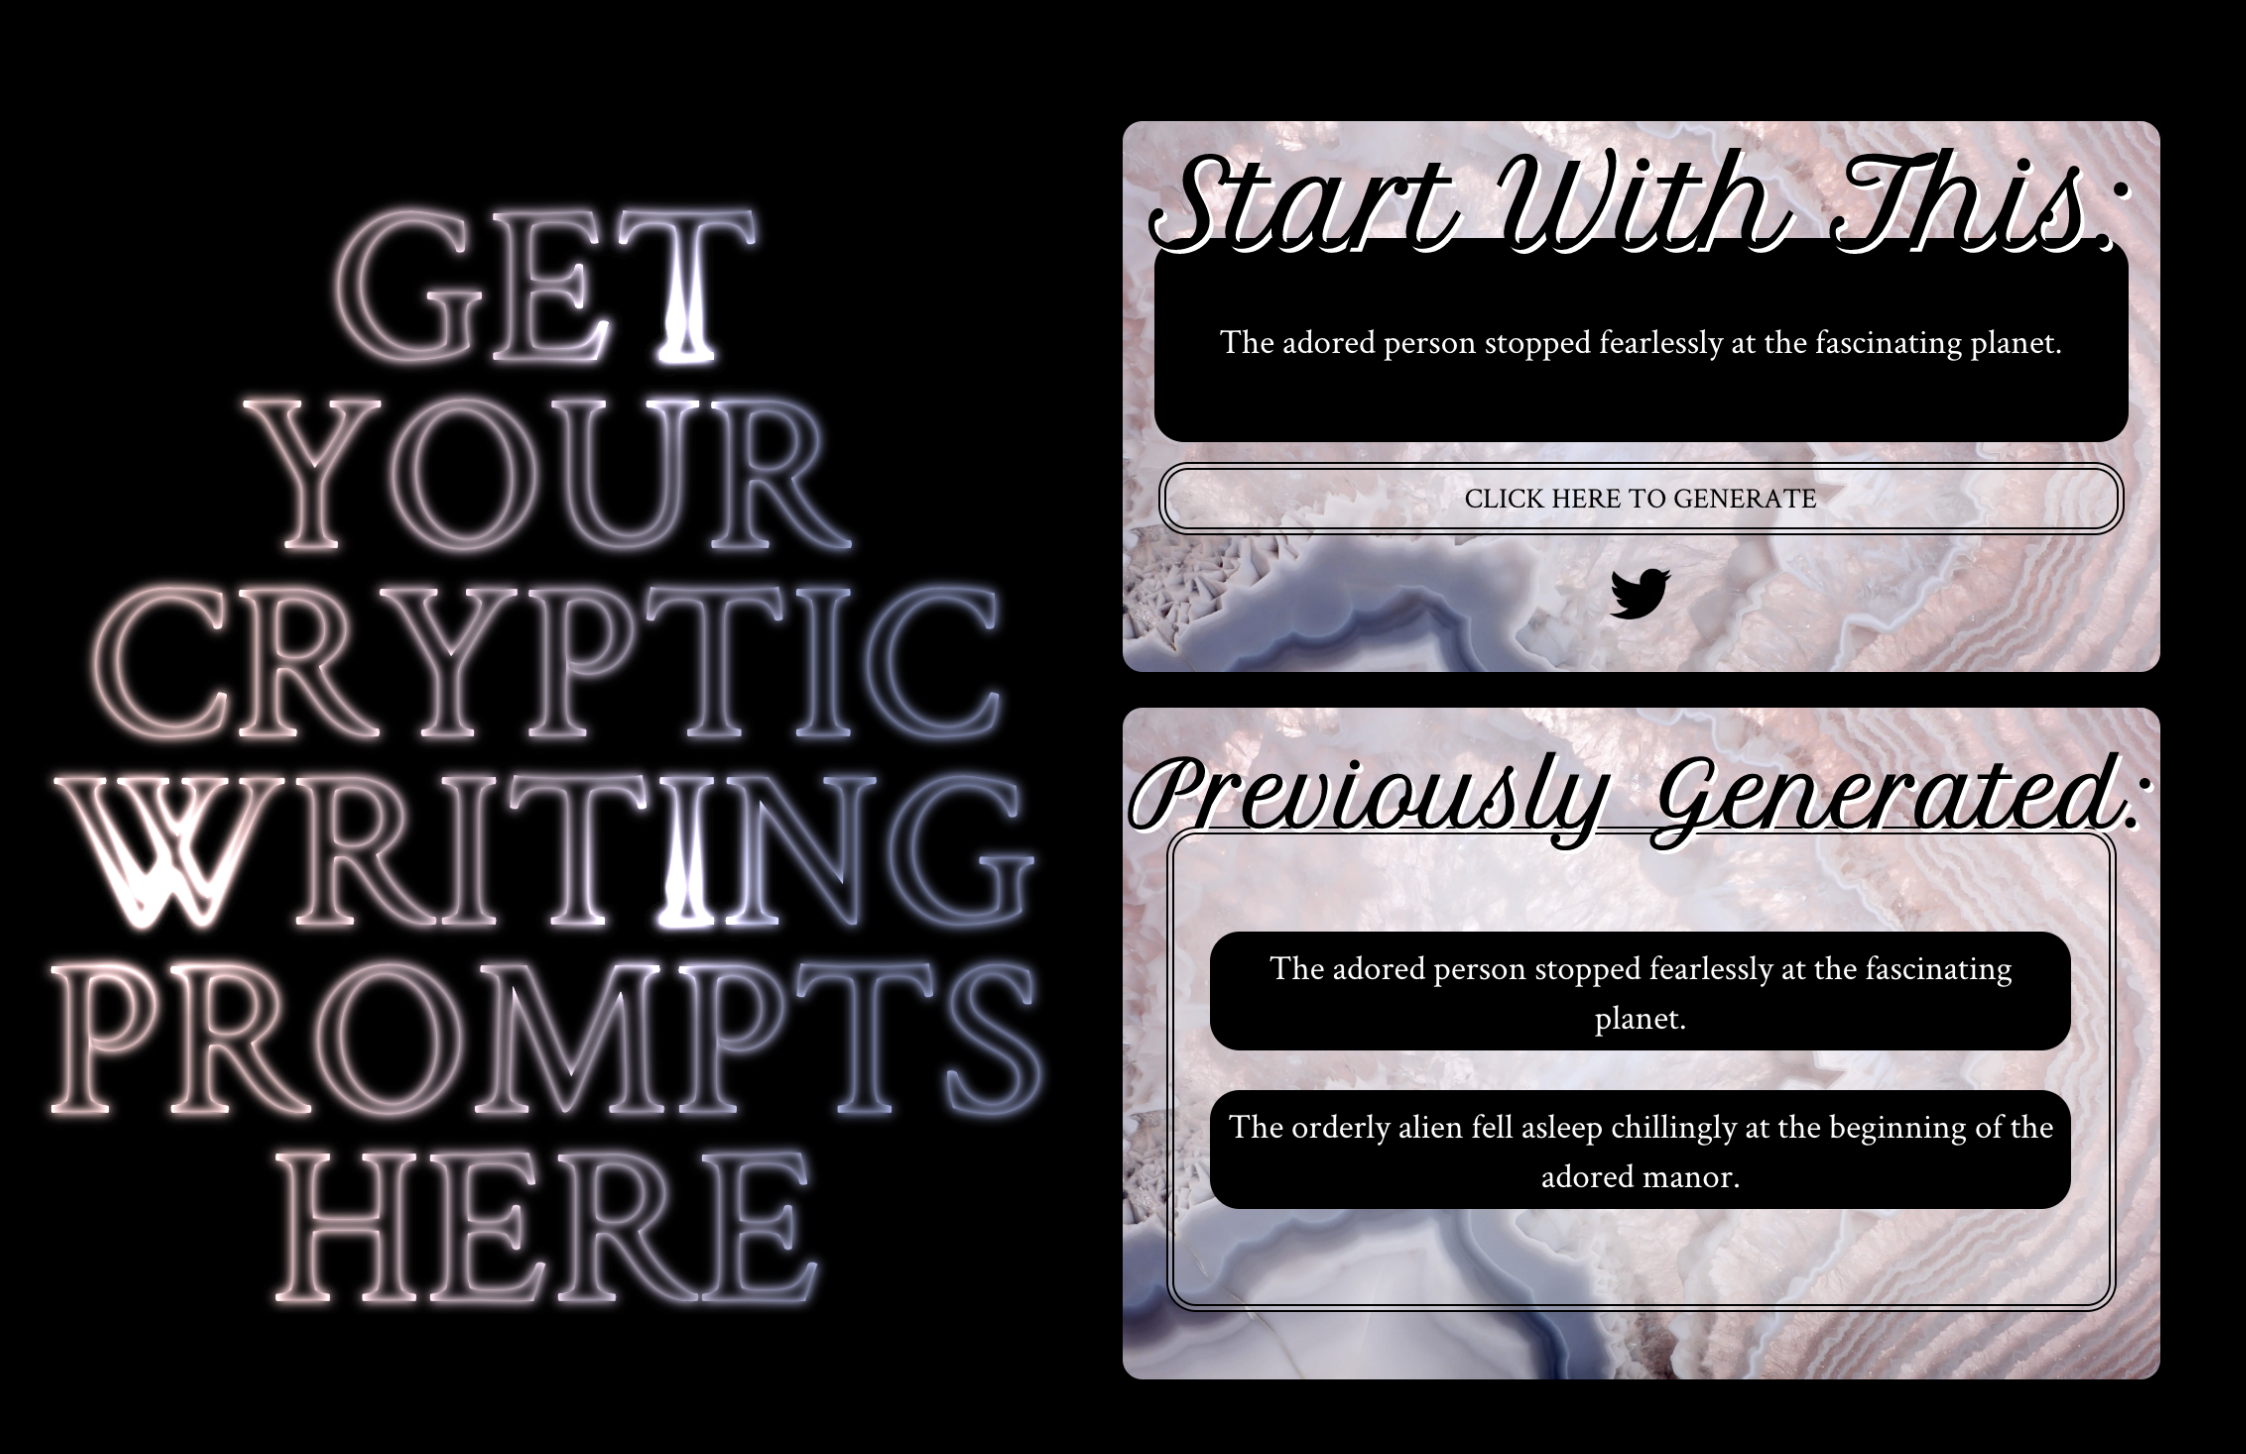 GET
YOUR
CRYPTIC
WRITING
PROMPTS
HERE
Start With This:
The adored person stopped fearlessly at the fascinating planet.
CLICK HERE TO GENERATE
Previously Generated:
The adored person stopped fearlessly at the fascinating
planet.
The orderly alien fell asleep chillingly at the beginning of the
adored manor.